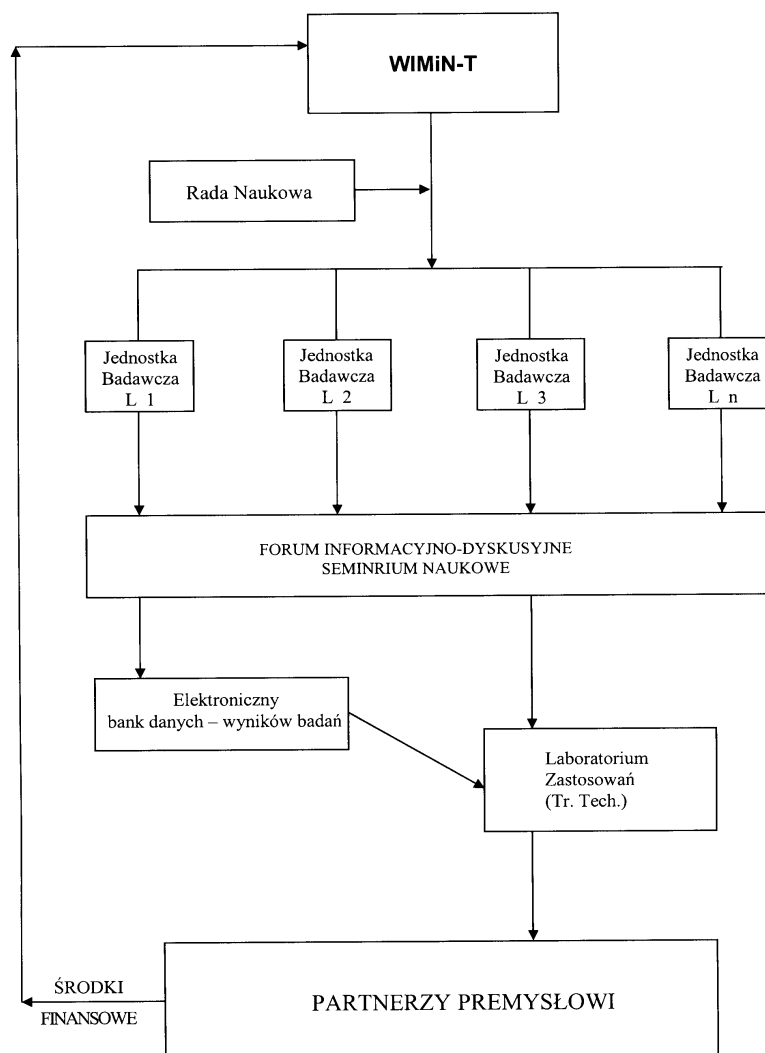 WIMiN-T
Rada Naukowa
Jednostka
Badawcza
L 1
Jednostka
Badawcza
L 2
Jednostka
Badawcza
L 3
Jednostka
Badawcza
L n
FORUM INFORMACYJNO-DYSKUSYJNE
SEMINRIUM NAUKOWE
Elektroniczny
bank danych – wyników badań
Laboratorium
Zastosowań
(Tr. Tech.)
ŚRODKI
FINANSOWE
PARTNERZY PREMYSŁOWI